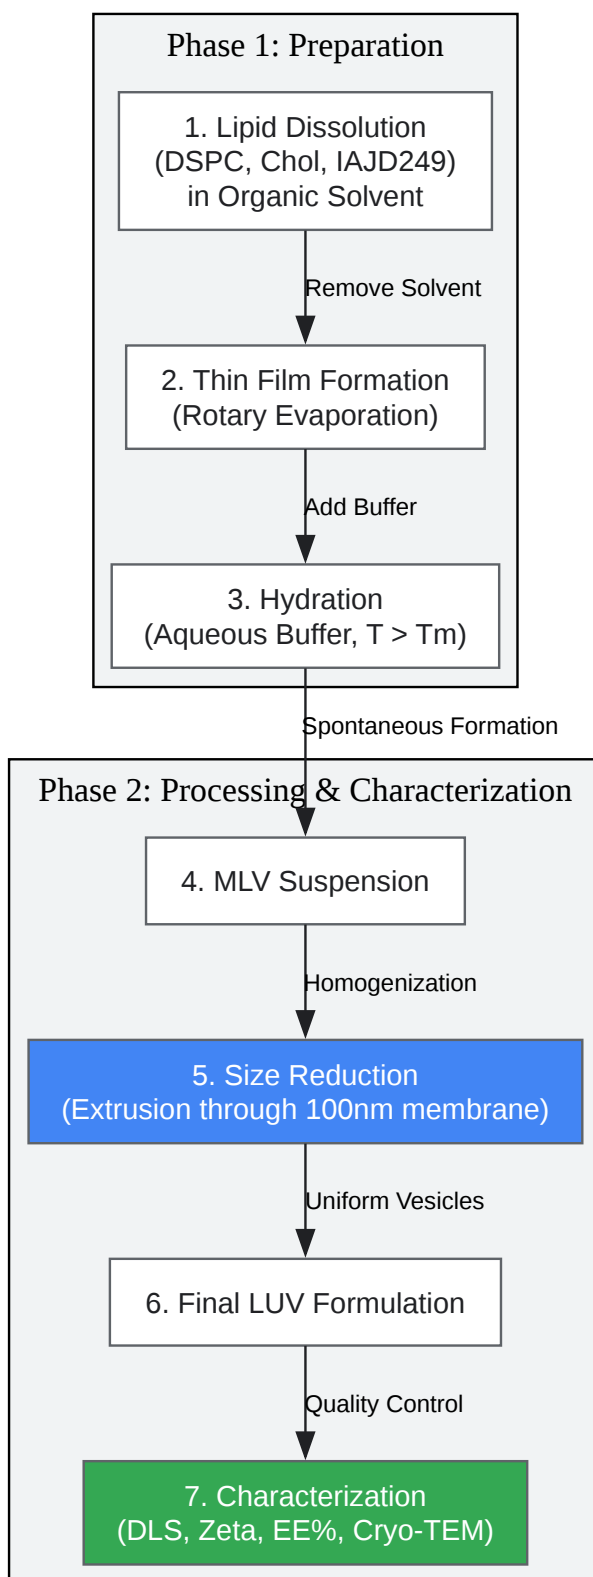 Phase 1: Preparation
1. Lipid Dissolution
(DSPC, Chol, IAJD249)
in Organic Solvent
Remove Solvent
2. Thin Film Formation
(Rotary Evaporation)
Add Buffer
3. Hydration
(Aqueous Buffer, T > Tm)
Spontaneous Formation
Phase 2: Processing & Characterization
4. MLV Suspension
Homogenization
5. Size Reduction
(Extrusion through 100nm membrane)
Uniform Vesicles
6. Final LUV Formulation
Quality Control
7. Characterization
(DLS, Zeta, EE%, Cryo-TEM)